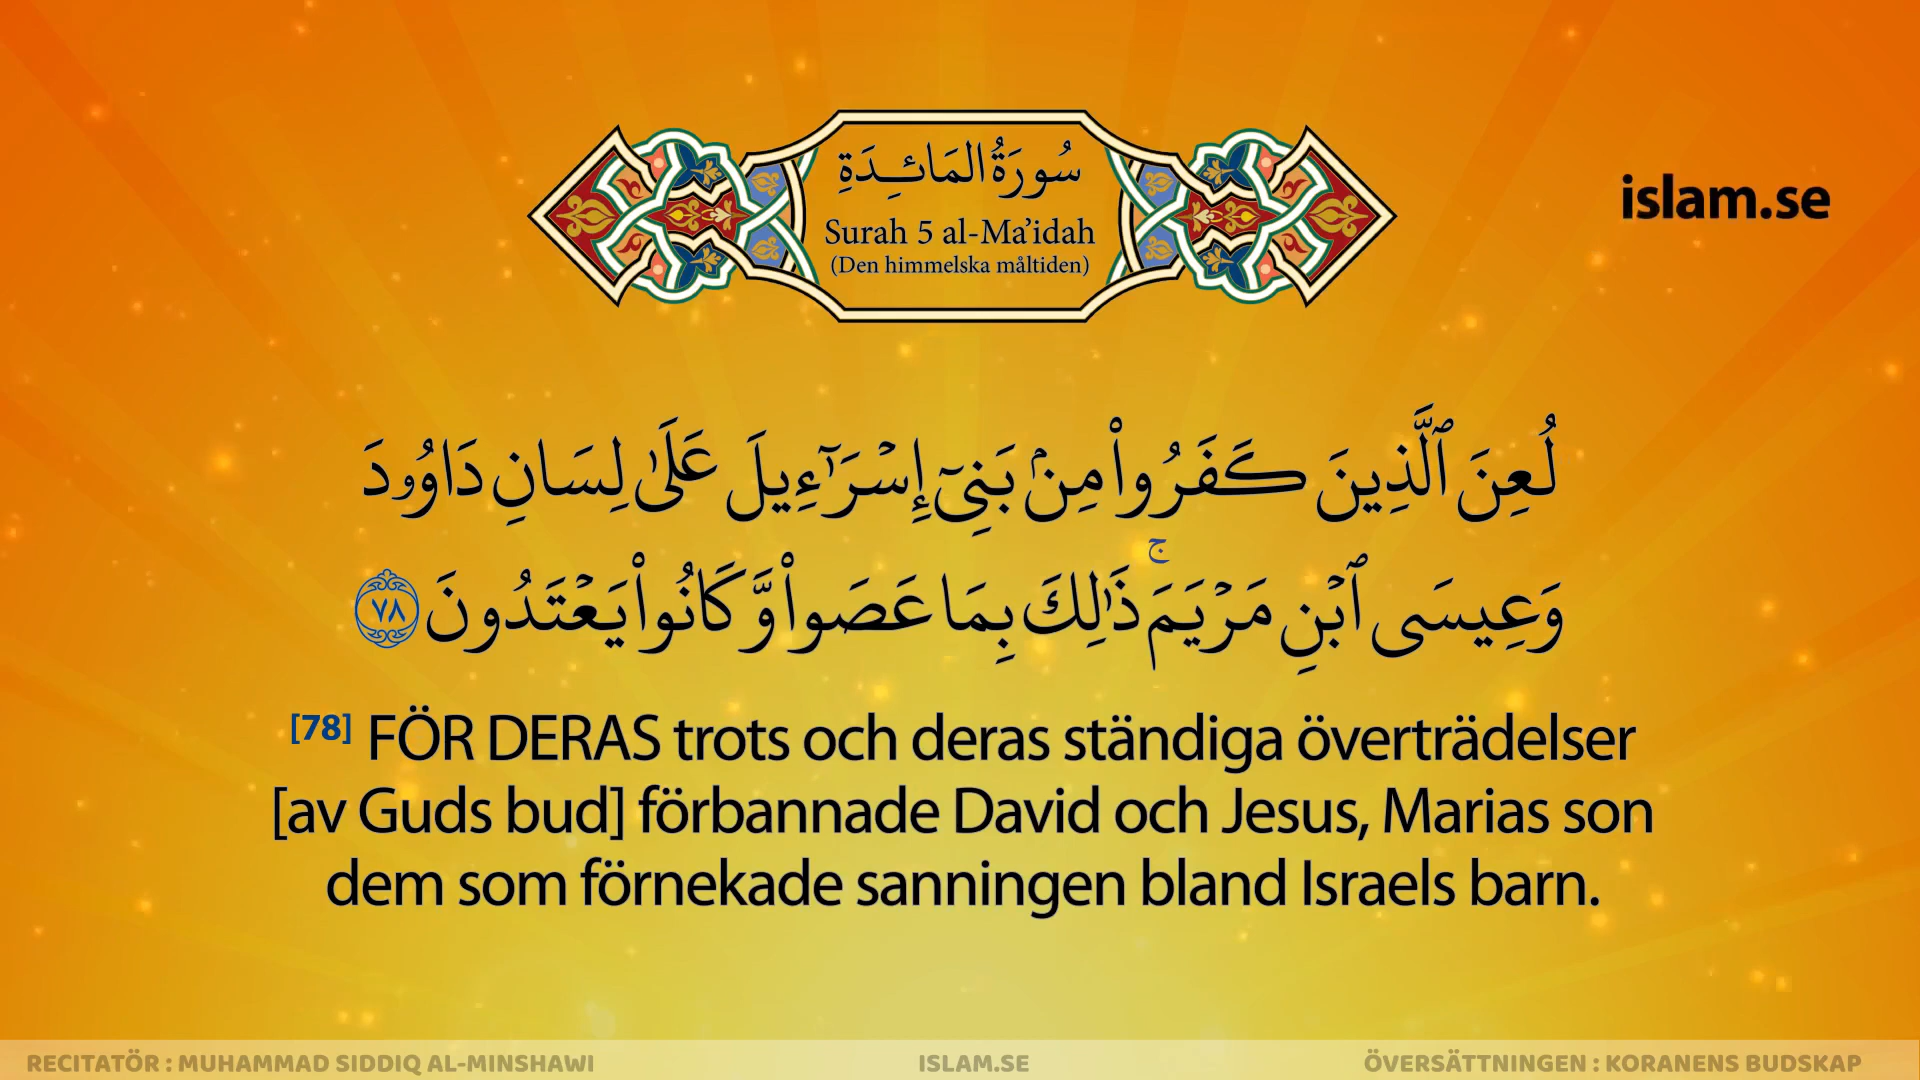 سُورَةُ المَائِدَةِ
Surah 5 al-Ma’idah
(Den himmelska måltiden)
islam.se
لُعِنَ ٱلَّذِينَ كَفَرُوا۟ مِنۢ بَنِىٓ إِسْرَٰٓءِيلَ عَلَىٰ لِسَانِ دَاوُۥدَ
وَعِيسَى ٱبْنِ مَرْيَمَ ۚ ذَٰلِكَ بِمَا عَصَوا۟ وَّكَانُوا۟ يَعْتَدُونَ ٧٨
[78] FÖR DERAS trots och deras ständiga överträdelser
[av Guds bud] förbannade David och Jesus, Marias son
dem som förnekade sanningen bland Israels barn.
RECITATÖR : MUHAMMAD SIDDIQ AL-MINSHAWI
ISLAM.SE
ÖVERSÄTTNINGEN : KORANENS BUDSKAP